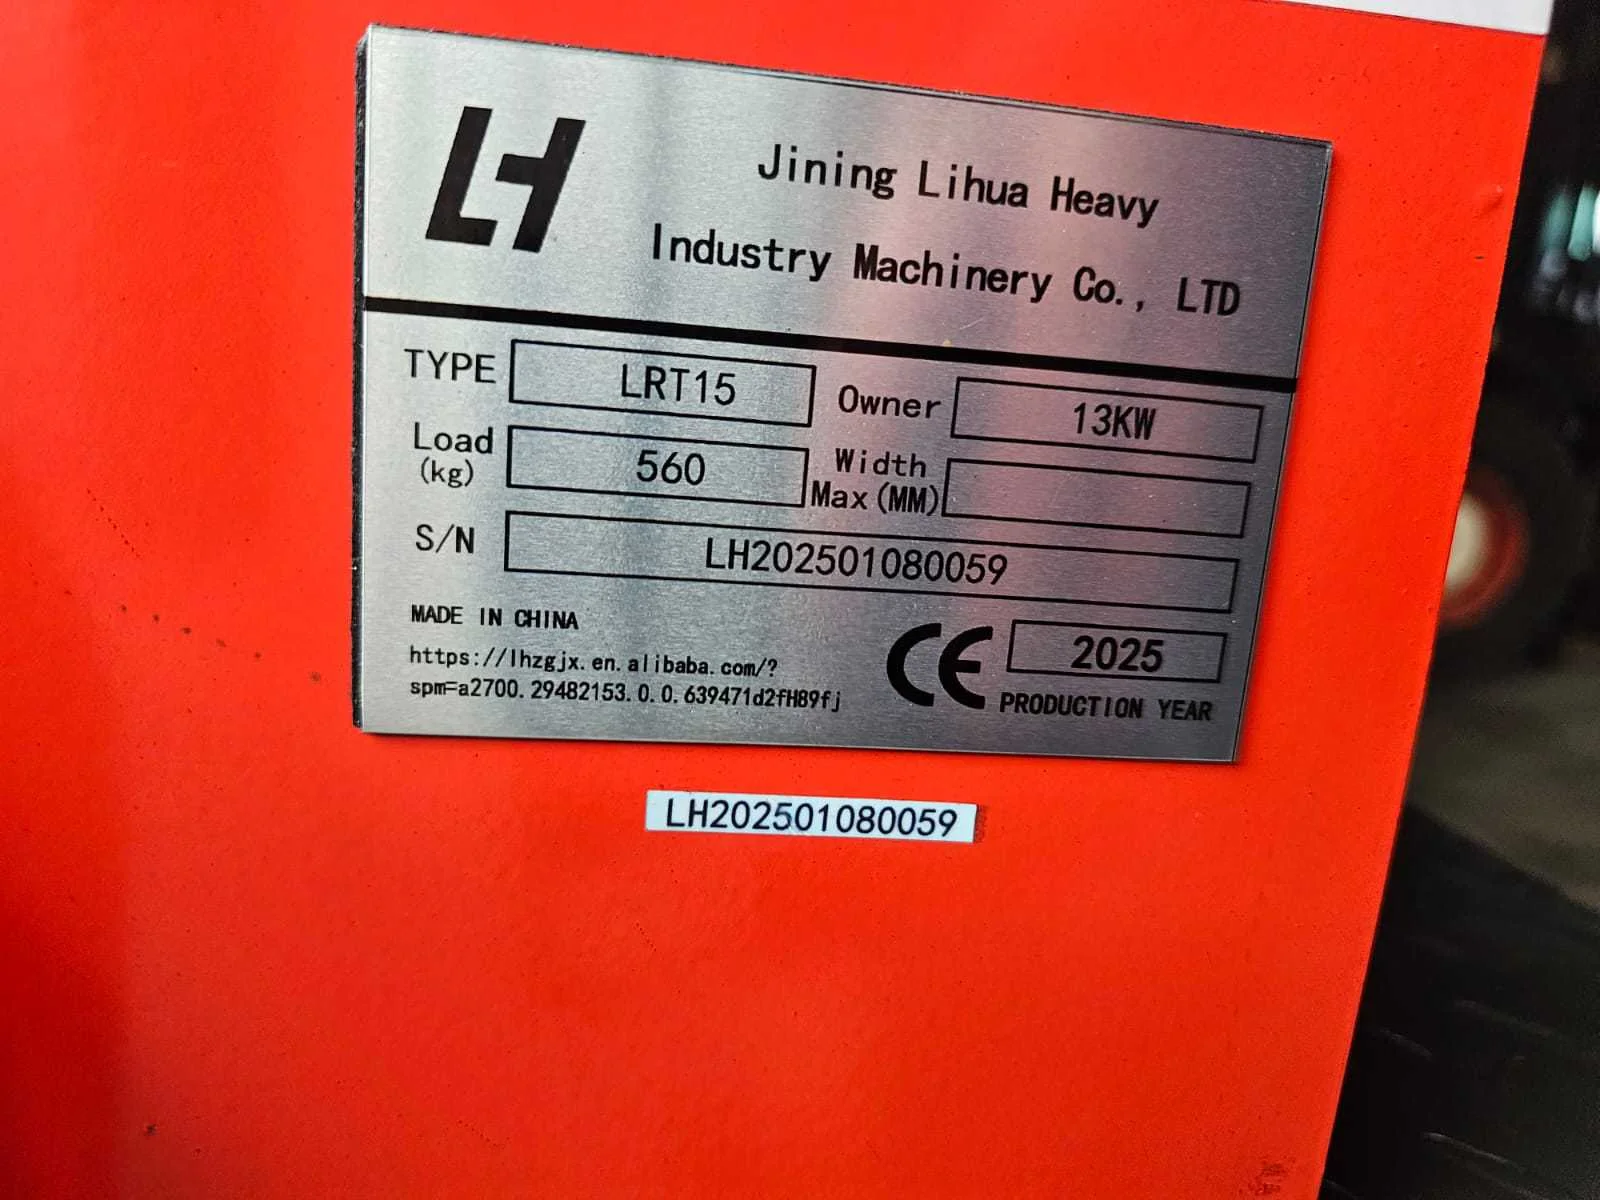 LH
Jining Lihua Heavy
Industry Machinery Co., LTD
TYPE LRT15 Owner 13KW
Load (kg) 560 Width Max(MM)
S/N LH202501080059
MADE IN CHINA
https://lhzgjx.en.alibaba.com/?
spm=a2700.29482153.0.0.639471d2fH89fj
CE 2025
PRODUCTION YEAR
LH202501080059